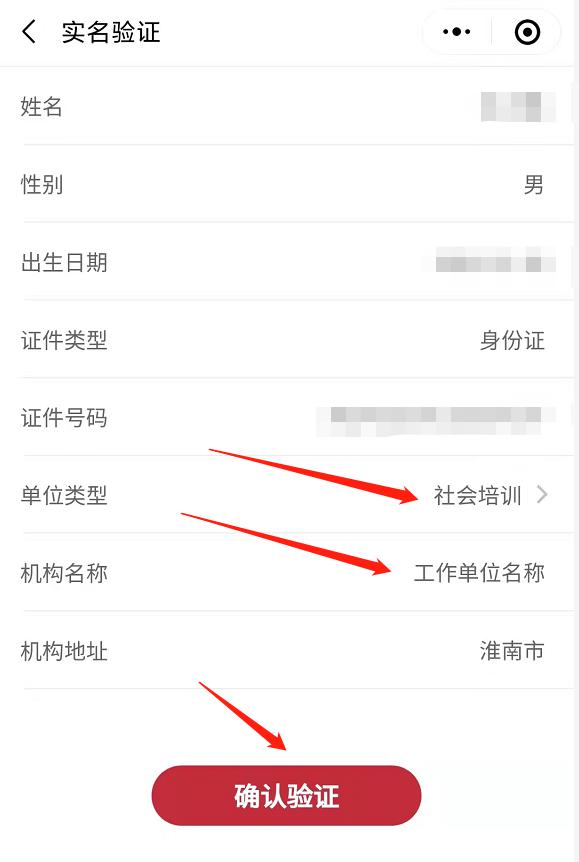 实名验证
姓名
性别 男
出生日期
证件类型 身份证
证件号码
单位类型 社会培训
机构名称 工作单位名称
机构地址 淮南市
确认验证